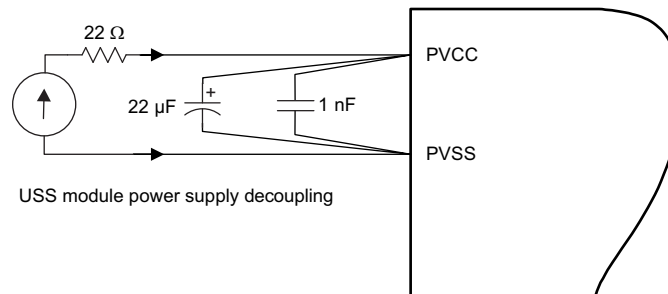 22 Ω
PVCC
+
22 µF
1 nF
PVSS
USS module power supply decoupling